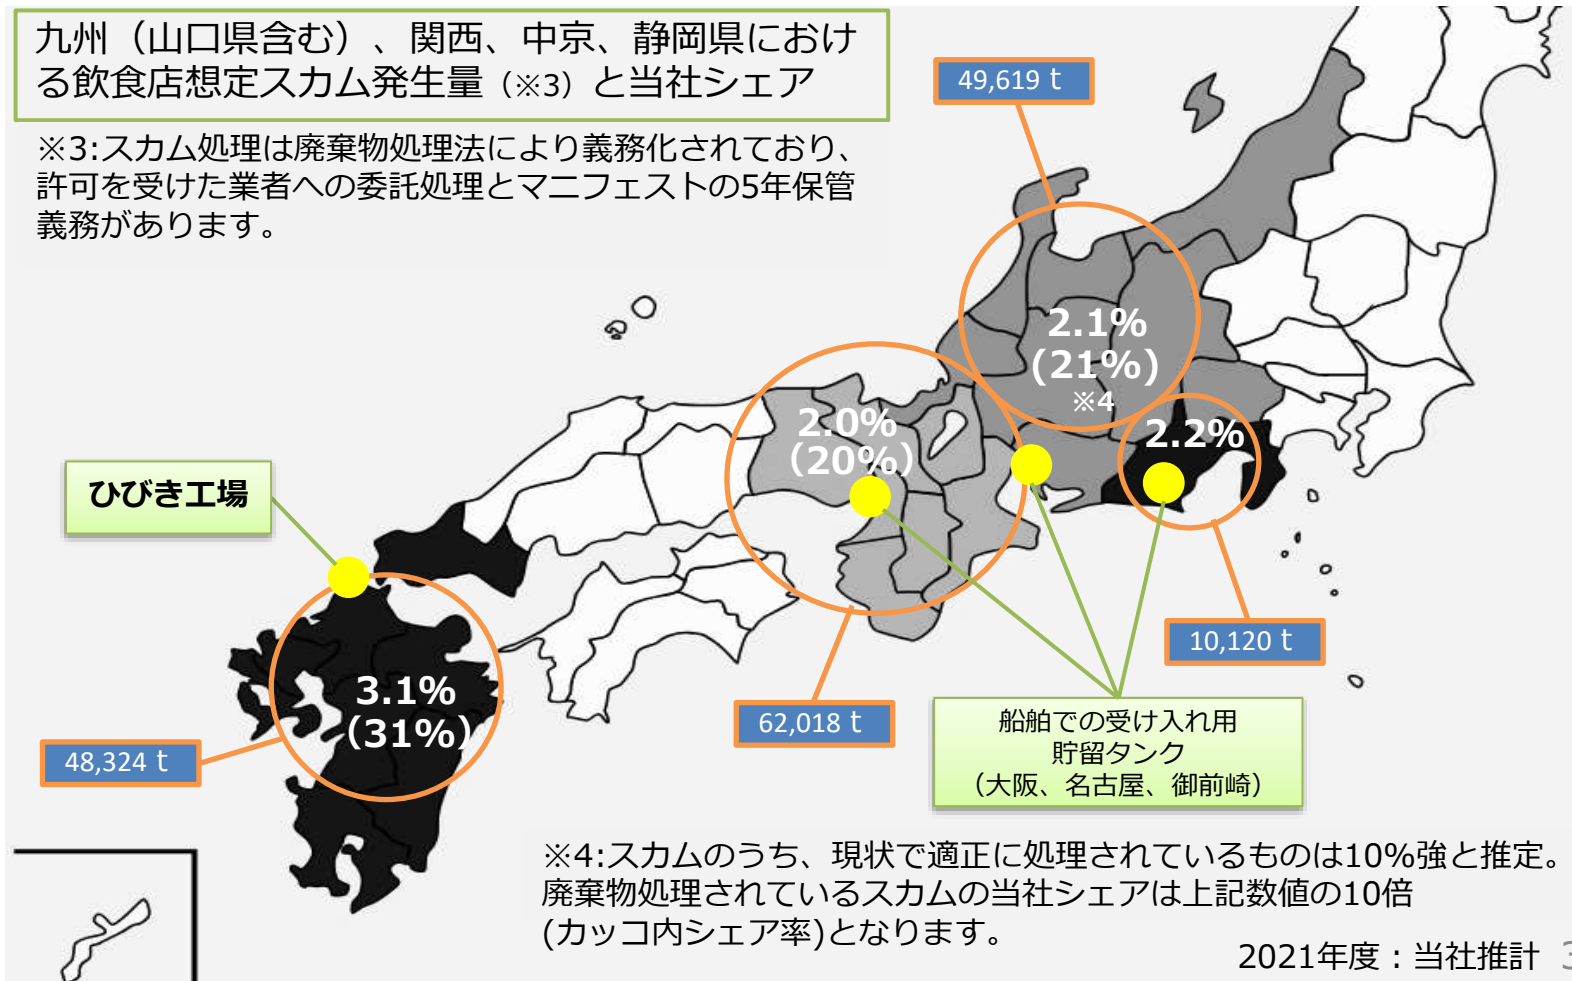 九州（山口県含む）、関西、中京、静岡県におけ
る飲食店想定スカム発生量（※3）と当社シェア
※3:スカム処理は廃棄物処理法により義務化されており、
許可を受けた業者への委託処理とマニフェストの5年保管
義務があります。
49,619 t
2.1%
(21%)
※4
2.0%
(20%)
2.2%
ひびき工場
3.1%
(31%)
48,324 t
62,018 t
10,120 t
船舶での受け入れ用
貯留タンク
（大阪、名古屋、御前崎）
※4:スカムのうち、現状で適正に処理されているものは10%強と推定。
廃棄物処理されているスカムの当社シェアは上記数値の10倍
(カッコ内シェア率)となります。
2021年度：当社推計